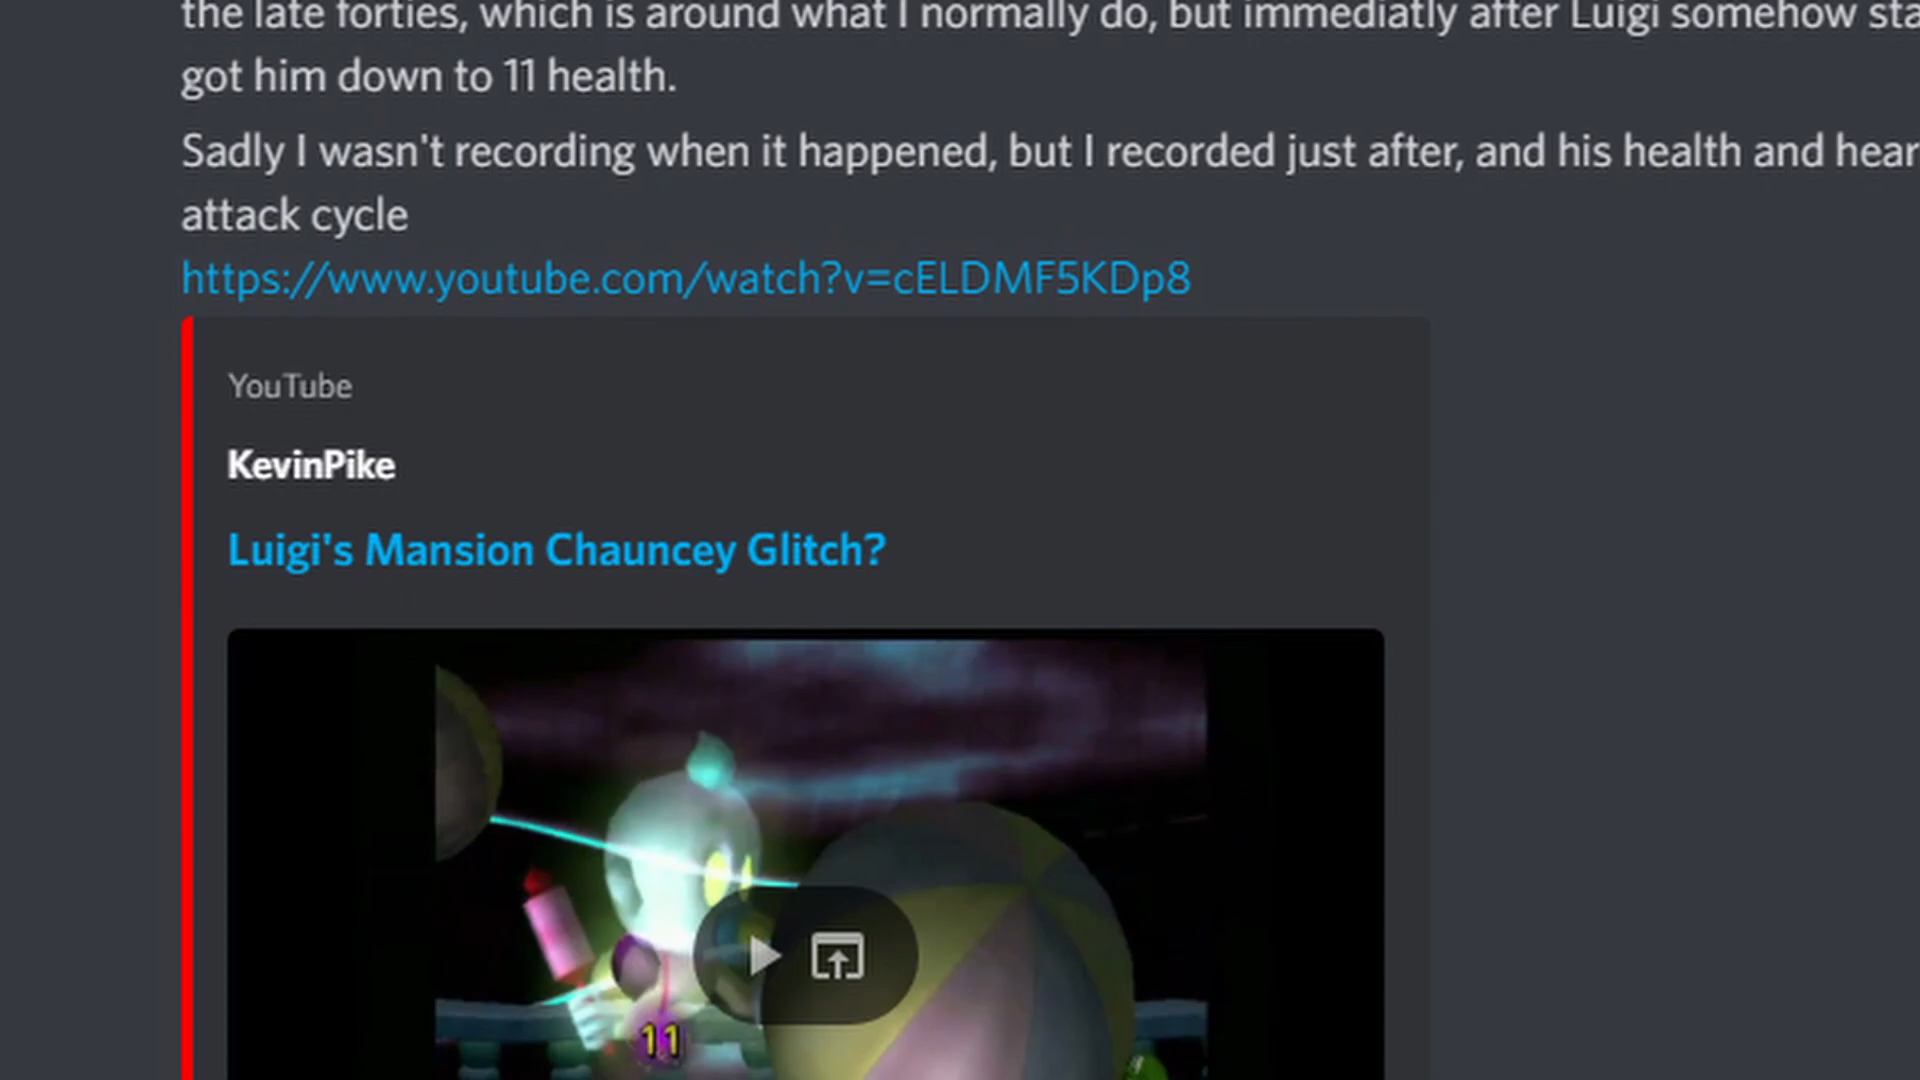 the late forties, which is around what I normally do, but immediatly after Luigi somehow
got him down to 11 health.
Sadly I wasn't recording when it happened, but I recorded just after, and his health and
attack cycle
https://www.youtube.com/watch?v=cELDMF5KDp8
YouTube
KevinPike
Luigi's Mansion Chauncey Glitch?
11